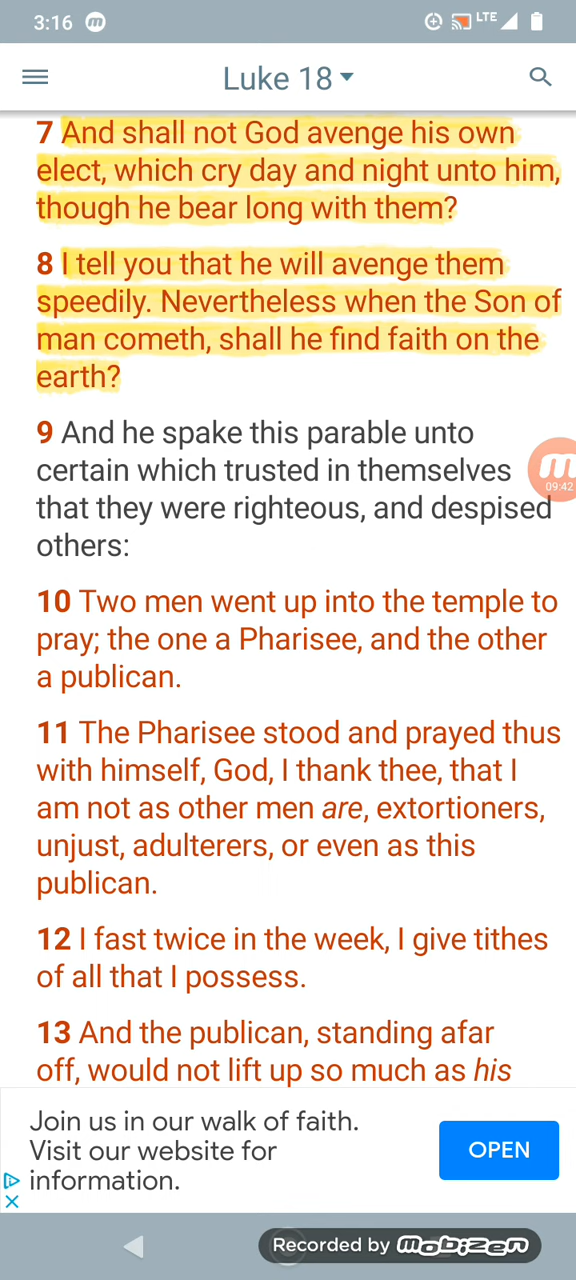 3:16
LTE
Luke 18
7 And shall not God avenge his own
elect, which cry day and night unto him,
though he bear long with them?
8 I tell you that he will avenge them
speedily. Nevertheless when the Son of
man cometh, shall he find faith on the
earth?
9 And he spake this parable unto
certain which trusted in themselves
that they were righteous, and despised
others:
m
09:42
10 Two men went up into the temple to
pray; the one a Pharisee, and the other
a publican.
11 The Pharisee stood and prayed thus
with himself, God, I thank thee, that I
am not as other men are, extortioners,
unjust, adulterers, or even as this
publican.
12 I fast twice in the week, I give tithes
of all that I possess.
13 And the publican, standing afar
off, would not lift up so much as his
Join us in our walk of faith.
Visit our website for
information.
OPEN
Recorded by mobizen